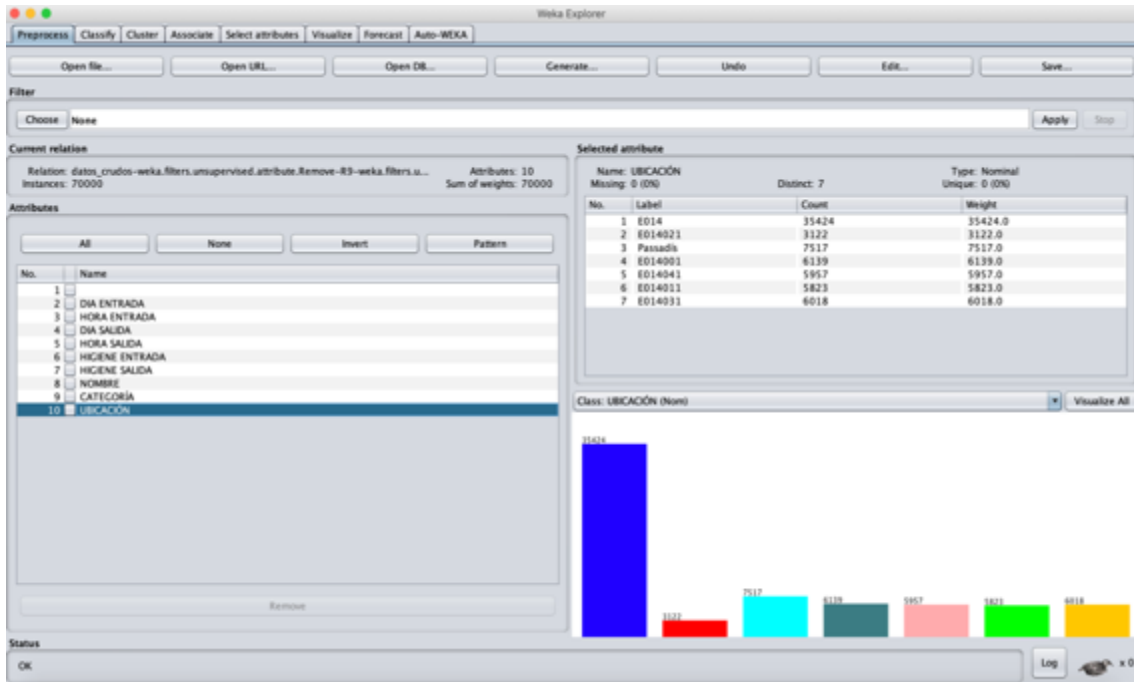 Weka Explorer
Preprocess Classify Cluster Associate Select attributes Visualize Forecast Auto-WEKA
Open file... Open URL... Open DB... Generate... Undo Edit... Save...
Filter
Choose None Apply Stop
Current relation
Relation: datos_crudos-weka.filters.unsupervised.attribute.Remove-R3-weka.filters.u... Attributes: 10
Instances: 70000 Sum of weights: 70000
Attributes
All None Invert Pattern
No. Name
1
2 DIA ENTRADA
3 HORA ENTRADA
4 DIA SALIDA
5 HORA SALIDA
6 HIGIENE ENTRADA
7 HIGIENE SALIDA
8 NOMBRE
9 CATEGORÍA
10 UBICACIÓN
Remove
Selected attribute
Name: UBICACIÓN Type: Nominal
Missing: 0 (0%) Distinct: 7 Unique: 0 (0%)
No. Label Count Weight
1 E014 35424 35424.0
2 E014021 3122 3122.0
3 Passadís 7517 7517.0
4 E014001 6139 6139.0
5 E014041 5957 5957.0
6 E014011 5823 5823.0
7 E014031 6018 6018.0
Class: UBICACIÓN (Nom) Visualize All
35424
3122
7517
6139
5957
5823
6018
Status
OK
Log x 0